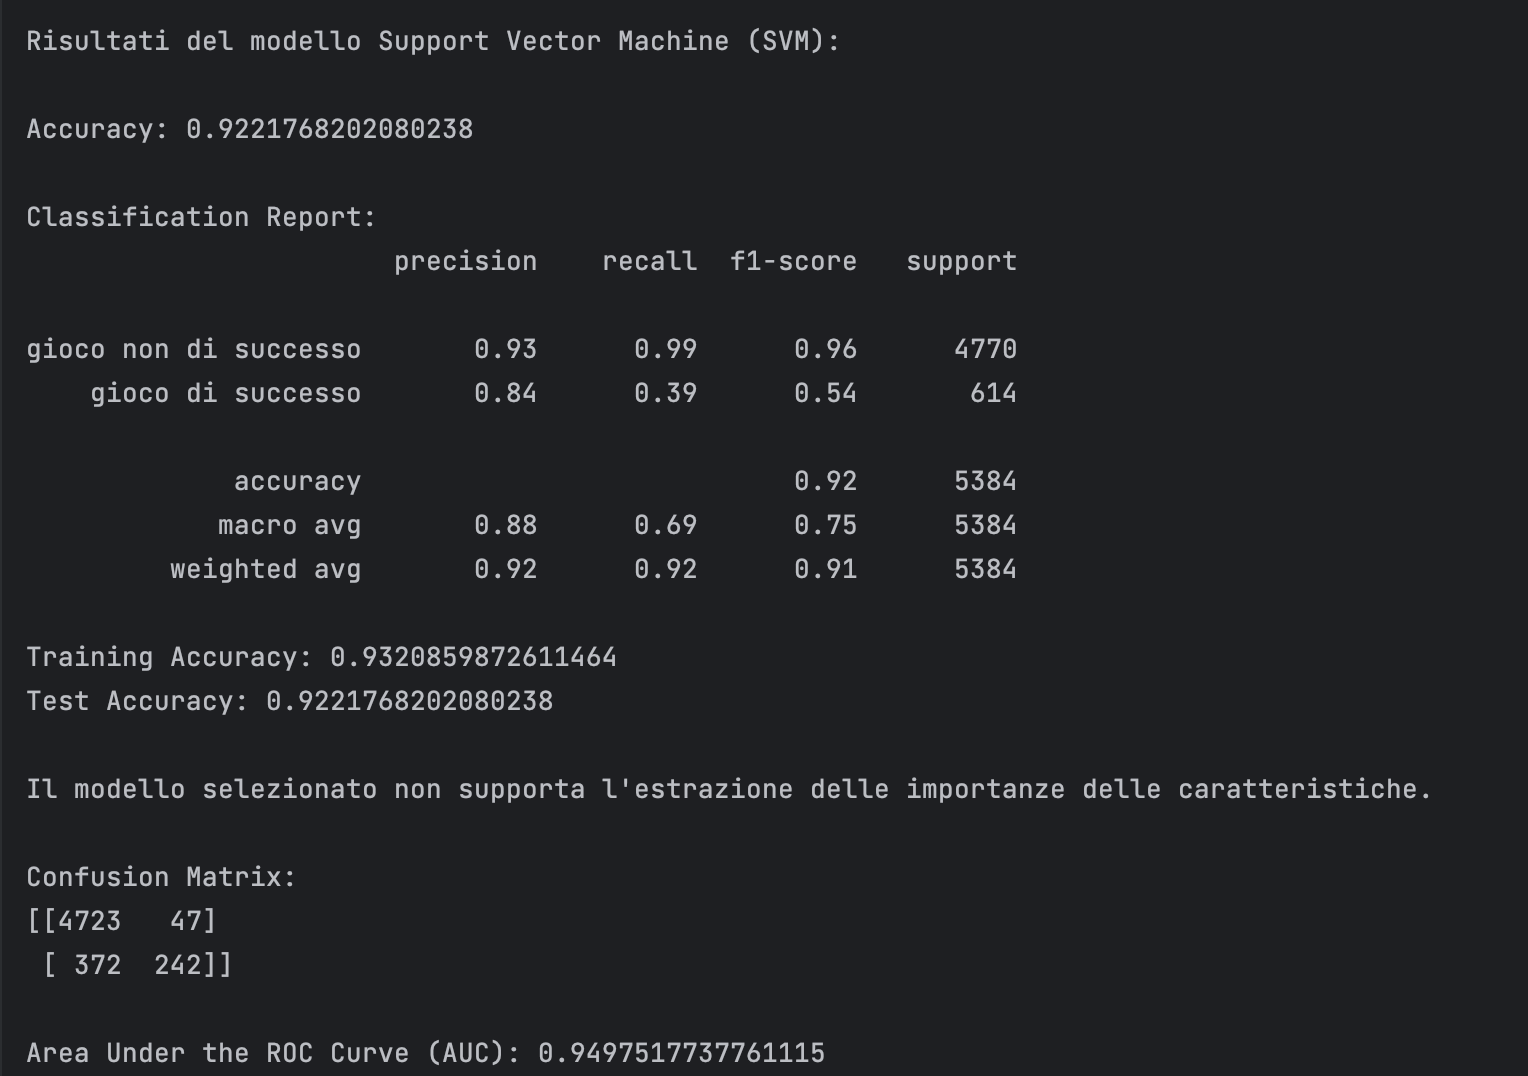 Risultati del modello Support Vector Machine (SVM):
Accuracy: 0.9221768202080238
Classification Report:
precision recall f1-score support
gioco non di successo 0.93 0.99 0.96 4770
gioco di successo 0.84 0.39 0.54 614
accuracy 0.92 5384
macro avg 0.88 0.69 0.75 5384
weighted avg 0.92 0.92 0.91 5384
Training Accuracy: 0.9320859872611464
Test Accuracy: 0.9221768202080238
Il modello selezionato non supporta l'estrazione delle importanze delle caratteristiche.
Confusion Matrix:
[[4723 47]
[ 372 242]]
Area Under the ROC Curve (AUC): 0.9497517737761115